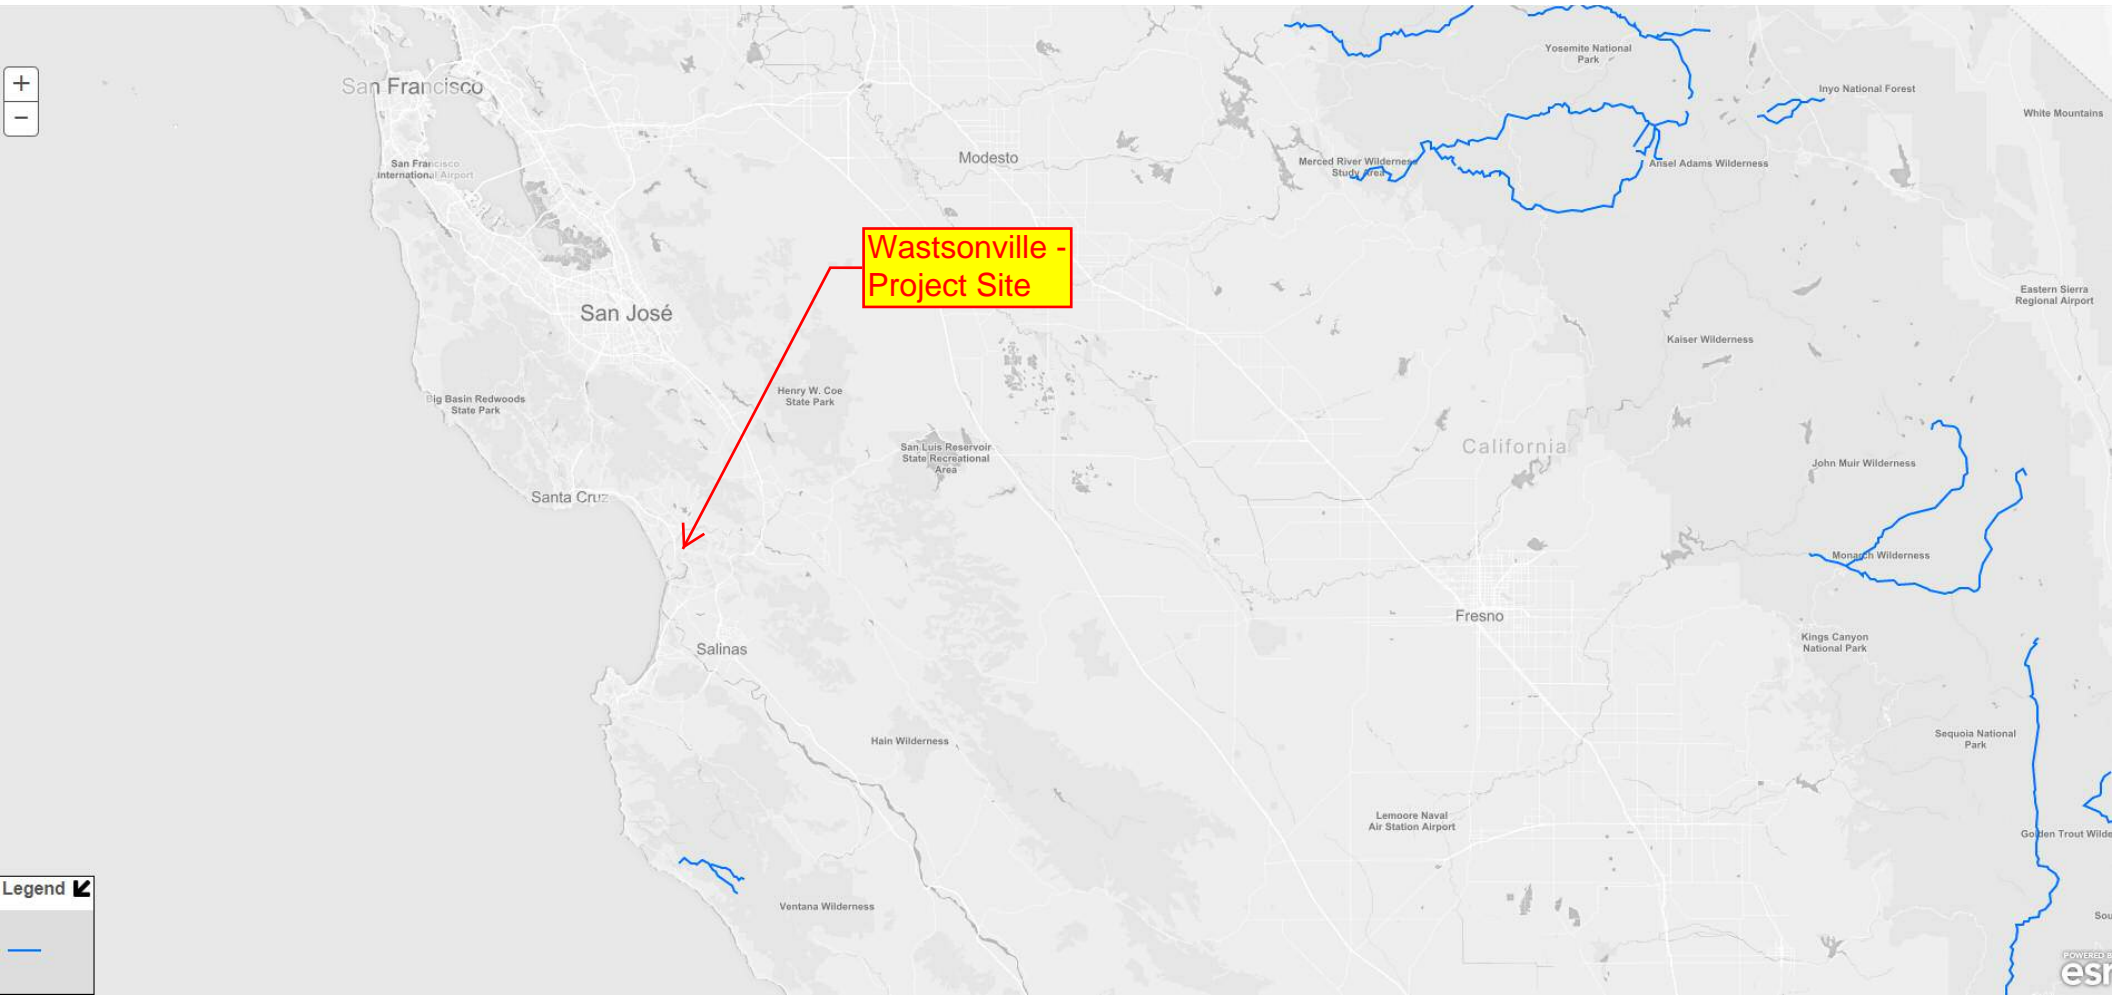 +
−
San Francisco
San Francisco
International Airport
Modesto
Yosemite National
Park
Inyo National Forest
White Mountains
Merced River Wilderness
Study Area
Ansel Adams Wilderness
Wastsonville -
Project Site
San José
Eastern Sierra
Regional Airport
Kaiser Wilderness
Henry W. Coe
State Park
Big Basin Redwoods
State Park
San Luis Reservoir
State Recreational
Area
California
John Muir Wilderness
Santa Cruz
Monarch Wilderness
Fresno
Kings Canyon
National Park
Salinas
Hain Wilderness
Sequoia National
Park
Lemoore Naval
Air Station Airport
Golden Trout Wilde
Legend
Ventana Wilderness
Sou
POWERED B
esr